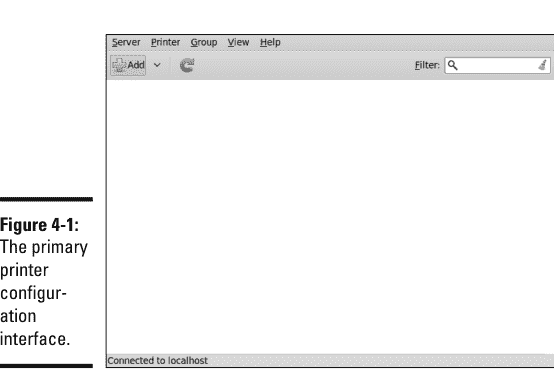 Server Printer Group View Help
Add Filter:
Figure 4-1:
The primary
printer
configur-
ation
interface.
Connected to localhost